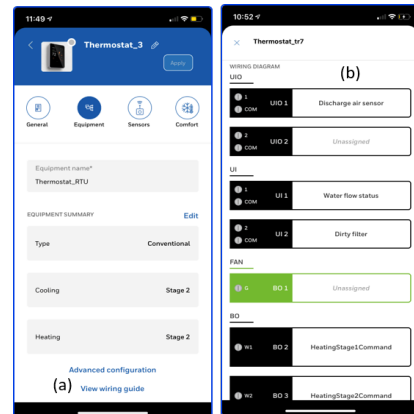 11:49
Thermostat_3
Apply
General
Equipment
Sensors
Comfort
Equipment name*
Thermostat_RTU
EQUIPMENT SUMMARY
Edit
Type
Conventional
Cooling
Stage 2
Heating
Stage 2
Advanced configuration
(a)
View wiring guide
10:52
× Thermostat_tr7
WIRING DIAGRAM
(b)
UIO
1
COM
UIO 1
Discharge air sensor
2
COM
UIO 2
Unassigned
UI
1
COM
UI 1
Water flow status
2
COM
UI 2
Dirty filter
FAN
G
BO 1
Unassigned
BO
W1
BO 2
HeatingStage1Command
W2
BO 3
HeatingStage2Command